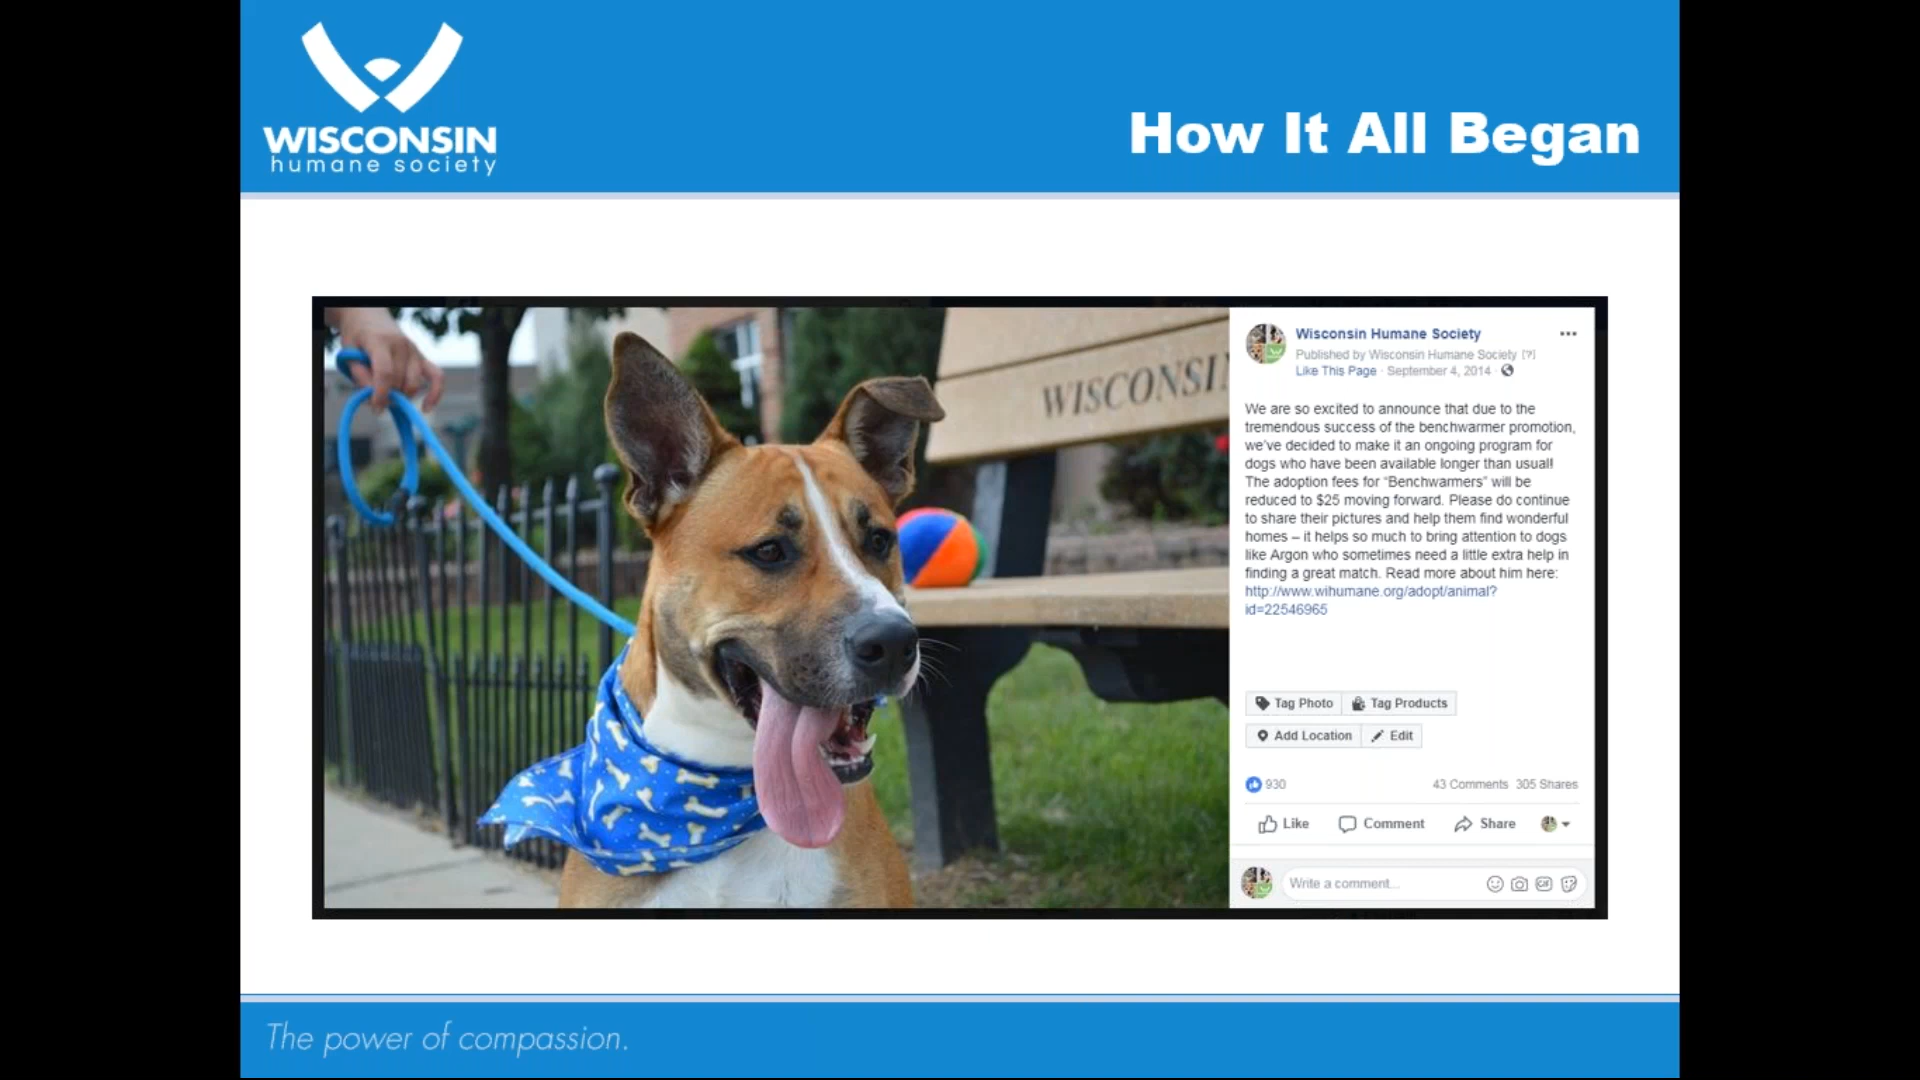 WISCONSIN
humane society
How It All Began
WISCONSI
Wisconsin Humane Society
Published by Wisconsin Humane Society [?]
Like This Page · September 4, 2014 ·
We are so excited to announce that due to the
tremendous success of the benchwarmer promotion,
we've decided to make it an ongoing program for
dogs who have been available longer than usual!
The adoption fees for "Benchwarmers" will be
reduced to $25 moving forward. Please do continue
to share their pictures and help them find wonderful
homes – it helps so much to bring attention to dogs
like Argon who sometimes need a little extra help in
finding a great match. Read more about him here:
http://www.wihumane.org/adopt/animal?
id=22546965
Tag Photo Tag Products
Add Location Edit
930 43 Comments 305 Shares
Like Comment Share
Write a comment...
GIF
The power of compassion.